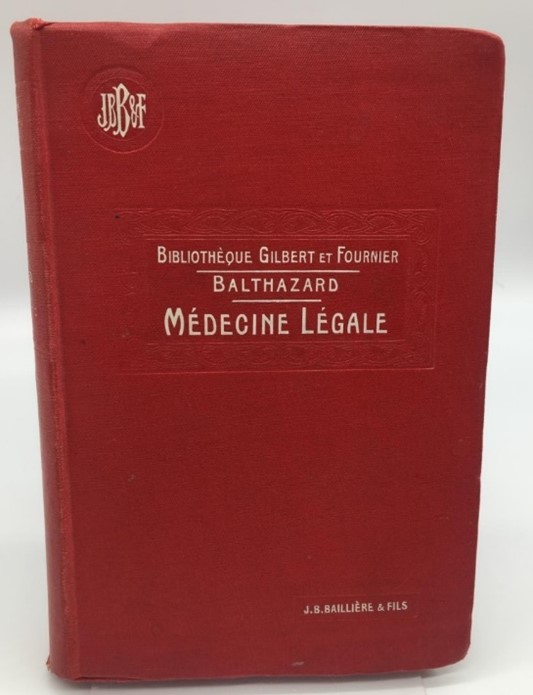 JBB&F
BIBLIOTHÈQUE GILBERT ET FOURNIER
BALTHAZARD
MÉDECINE LÉGALE
J.B.BAILLIÈRE & FILS